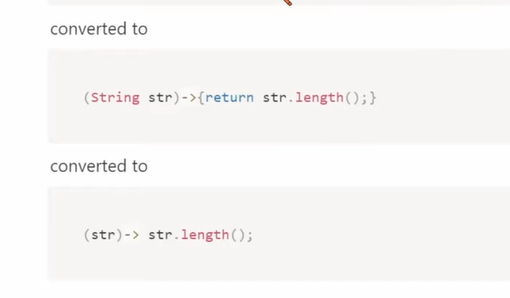 converted to
(String str)->{return str.length();}
converted to
(str)-> str.length();